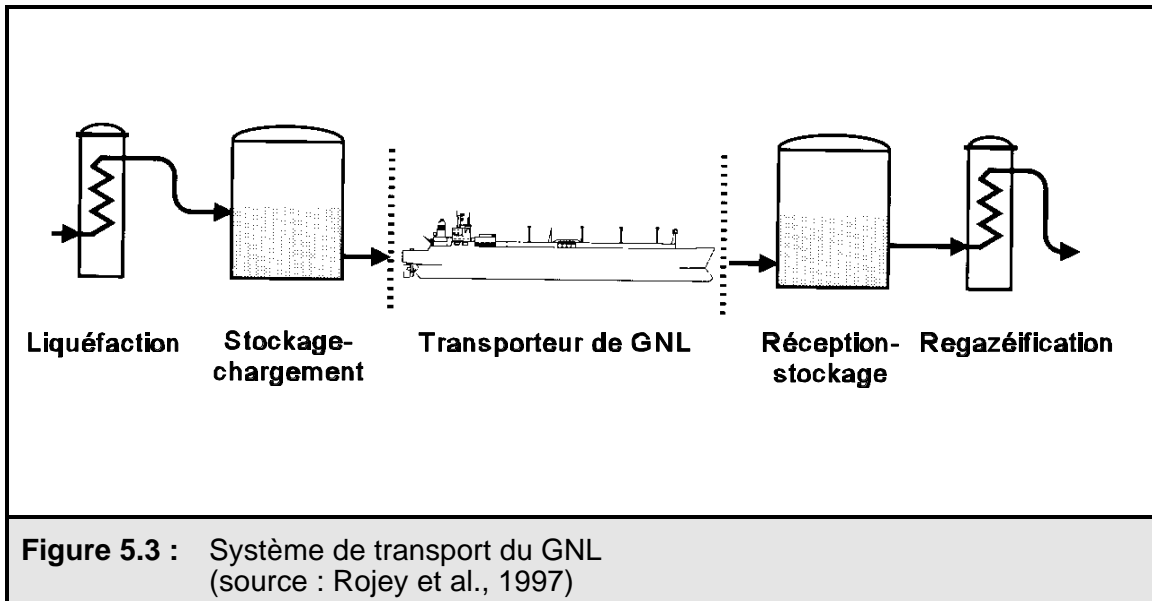 Liquéfaction
Stockage-
chargement
Transporteur de GNL
Réception-
stockage
Regazéification
Figure 5.3 : Système de transport du GNL
(source : Rojey et al., 1997)